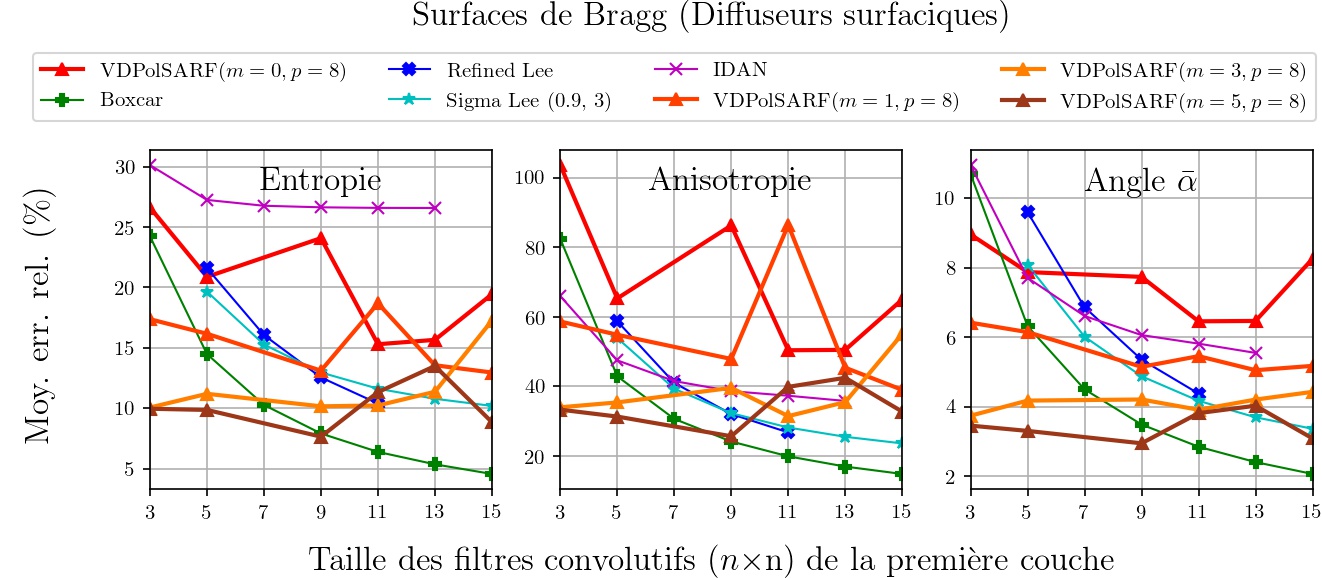 Surfaces de Bragg (Diffuseurs surfaciques)
VDPolSARF(m = 0, p = 8) Refined Lee IDAN VDPolSARF(m = 3, p = 8)
Boxcar Sigma Lee (0.9, 3) VDPolSARF(m = 1, p = 8) VDPolSARF(m = 5, p = 8)
Entropie Anisotropie Angle ᾱ
Moy. err. rel. (%)
30
25
20
15
10
5
3 5 7 9 11 13 15
100
80
60
40
20
3 5 7 9 11 13 15
10
8
6
4
2
3 5 7 9 11 13 15
Taille des filtres convolutifs (n×n) de la première couche